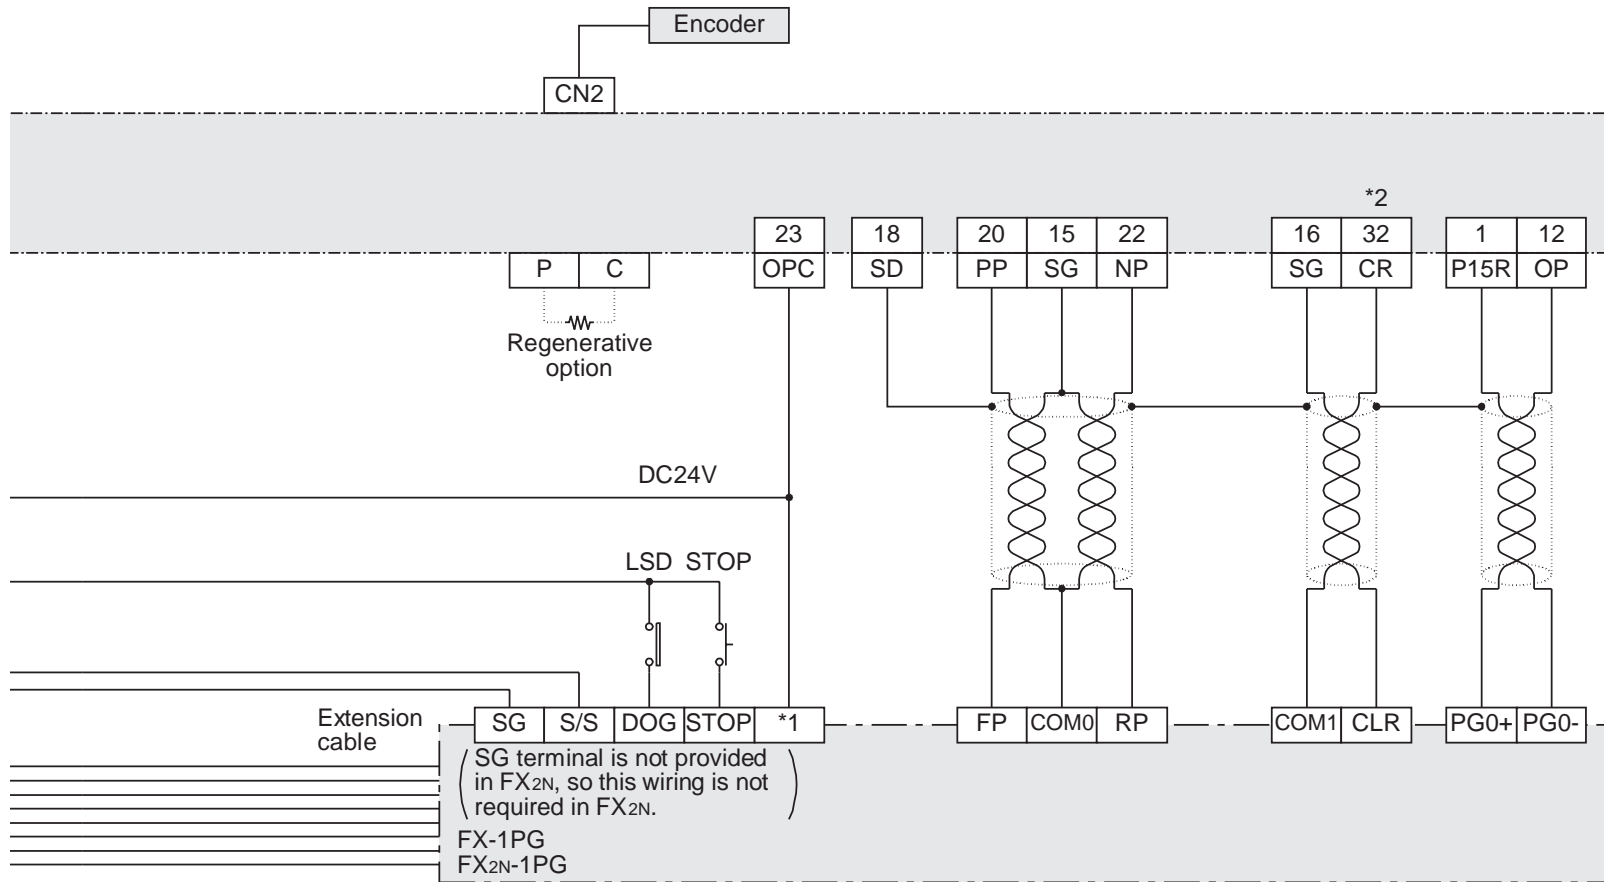 Encoder
CN2
*2
23 18 20 15 22 16 32 1 12
P C OPC SD PP SG NP SG CR P15R OP
Regenerative
option
DC24V
LSD STOP
Extension
cable
SG S/S DOG STOP *1 FP COM0 RP COM1 CLR PG0+ PG0-
(SG terminal is not provided
in FX2N, so this wiring is not
required in FX2N.)
FX-1PG
FX2N-1PG